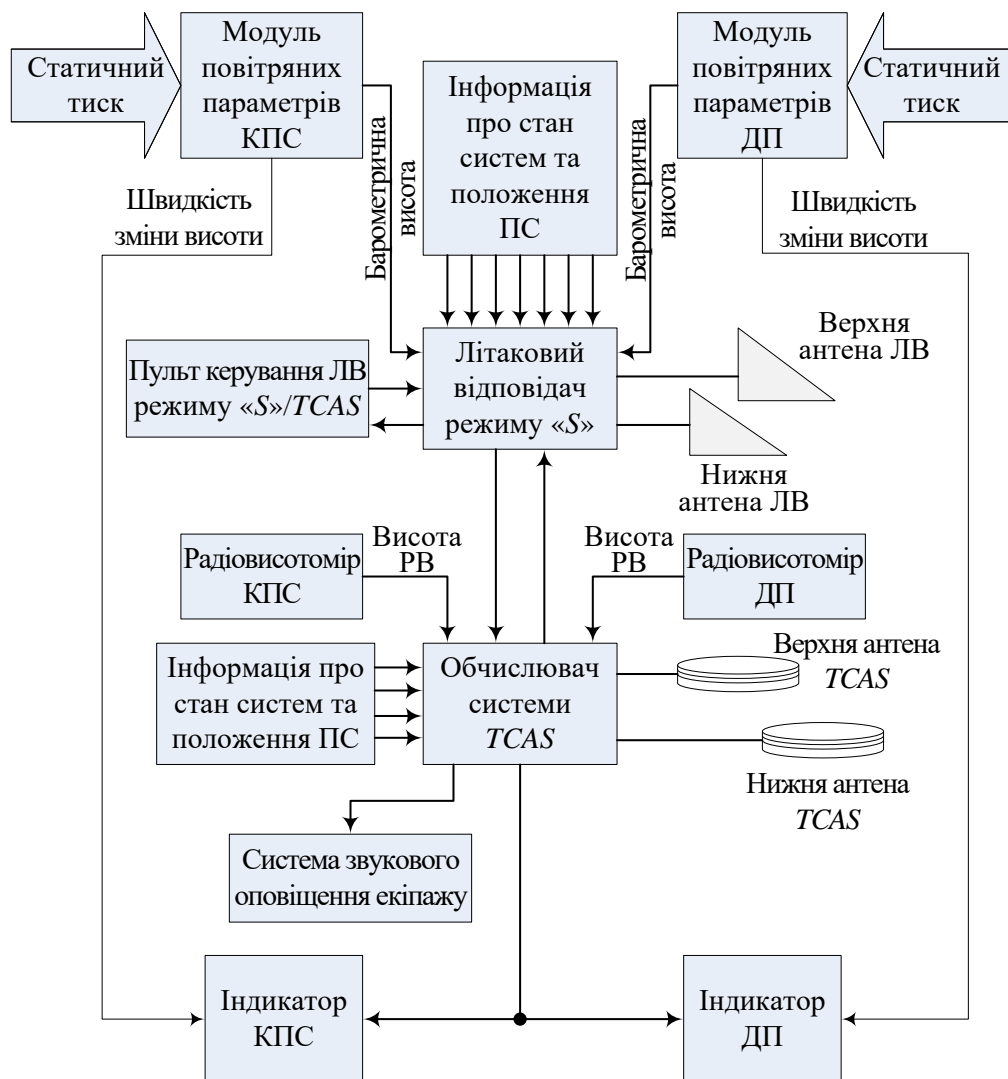 Статичний
тиск
Модуль
повітряних
параметрів
КПС
Інформація
про стан
систем та
положення
ПС
Модуль
повітряних
параметрів
ДП
Статичний
тиск
Швидкість
зміни висоти
Барометрична
висота
Барометрична
висота
Швидкість
зміни висоти
Пульт керування ЛВ
режиму «S»/TCAS
Літаковий
відповідач
режиму «S»
Верхня
антена ЛВ
Нижня
антена ЛВ
Радіовисотомір
КПС
Висота
РВ
Висота
РВ
Радіовисотомір
ДП
Інформація про
стан систем та
положення ПС
Обчислювач
системи
TCAS
Верхня антена
TCAS
Нижня антена
TCAS
Система звукового
оповіщення екіпажу
Індикатор
КПС
Індикатор
ДП